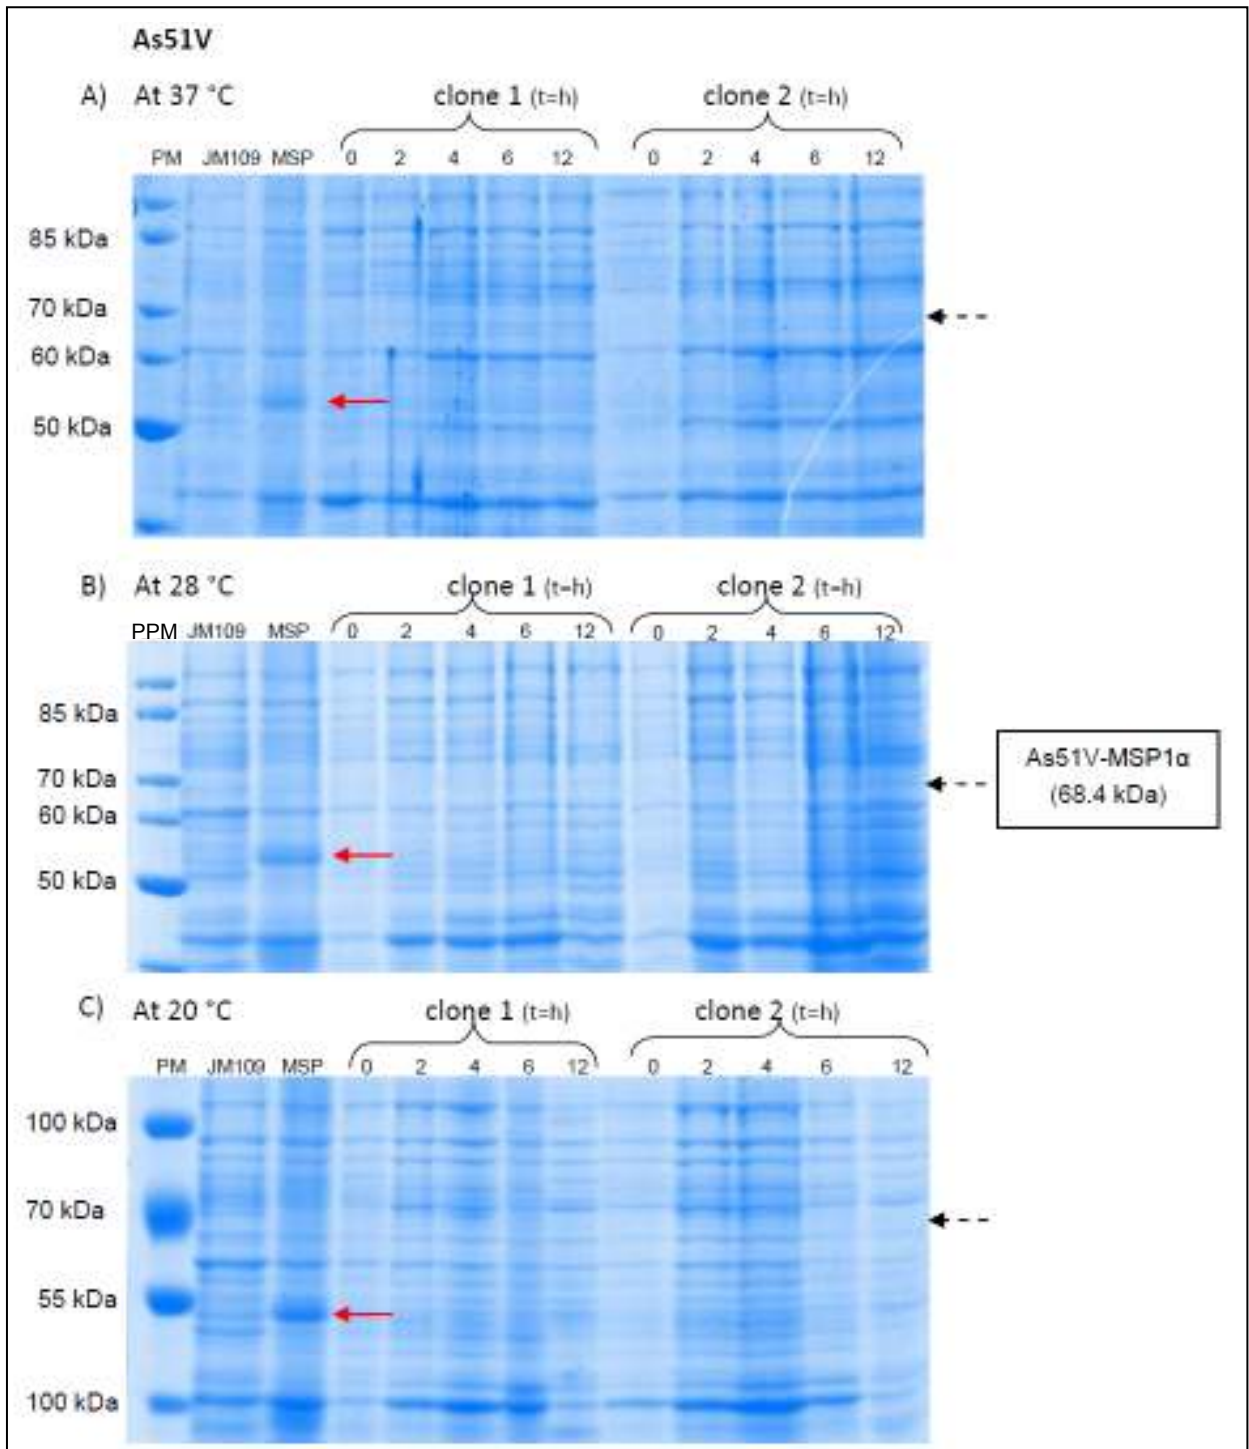 As51V
A) At 37 °C clone 1 (t=h) clone 2 (t=h)
PM JM109 MSP 0 2 4 6 12 0 2 4 6 12
85 kDa
70 kDa
60 kDa
50 kDa
B) At 28 °C clone 1 (t=h) clone 2 (t=h)
PPM JM109 MSP 0 2 4 6 12 0 2 4 6 12
85 kDa
70 kDa
60 kDa
50 kDa
As51V-MSP1α
(68.4 kDa)
C) At 20 °C clone 1 (t=h) clone 2 (t=h)
PM JM109 MSP 0 2 4 6 12 0 2 4 6 12
100 kDa
70 kDa
55 kDa
100 kDa